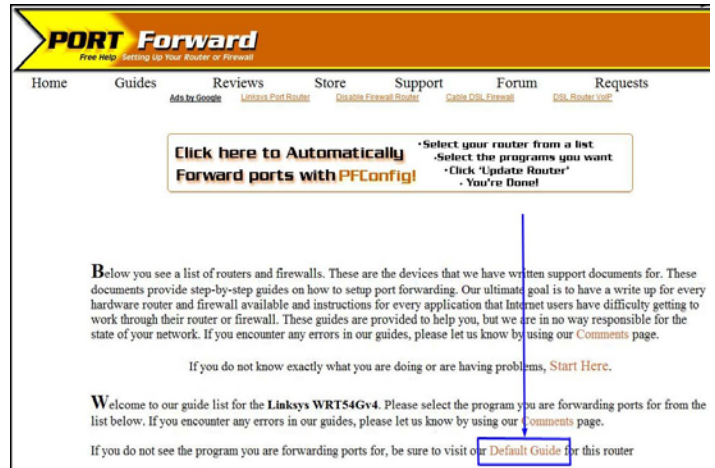 PORT Forward
Free Help Setting Up Your Router or Firewall
Home Guides Reviews Store Support Forum Requests
Ads by Google Linksys Port Router Disable Firewall Router Cable DSL Firewall DSL Router VoIP
Click here to Automatically
Forward ports with PFConfig!
·Select your router from a list
·Select the programs you want
·Click 'Update Router'
· You're Done!
Below you see a list of routers and firewalls. These are the devices that we have written support documents for. These
documents provide step-by-step guides on how to setup port forwarding. Our ultimate goal is to have a write up for every
hardware router and firewall available and instructions for every application that Internet users have difficulty getting to
work through their router or firewall. These guides are provided to help you, but we are in no way responsible for the
state of your network. If you encounter any errors in our guides, please let us know by using our Comments page.
If you do not know exactly what you are doing or are having problems, Start Here.
Welcome to our guide list for the Linksys WRT54Gv4. Please select the program you are forwarding ports for from the
list below. If you encounter any errors in our guides, please let us know by using our Comments page.
If you do not see the program you are forwarding ports for, be sure to visit our Default Guide for this router